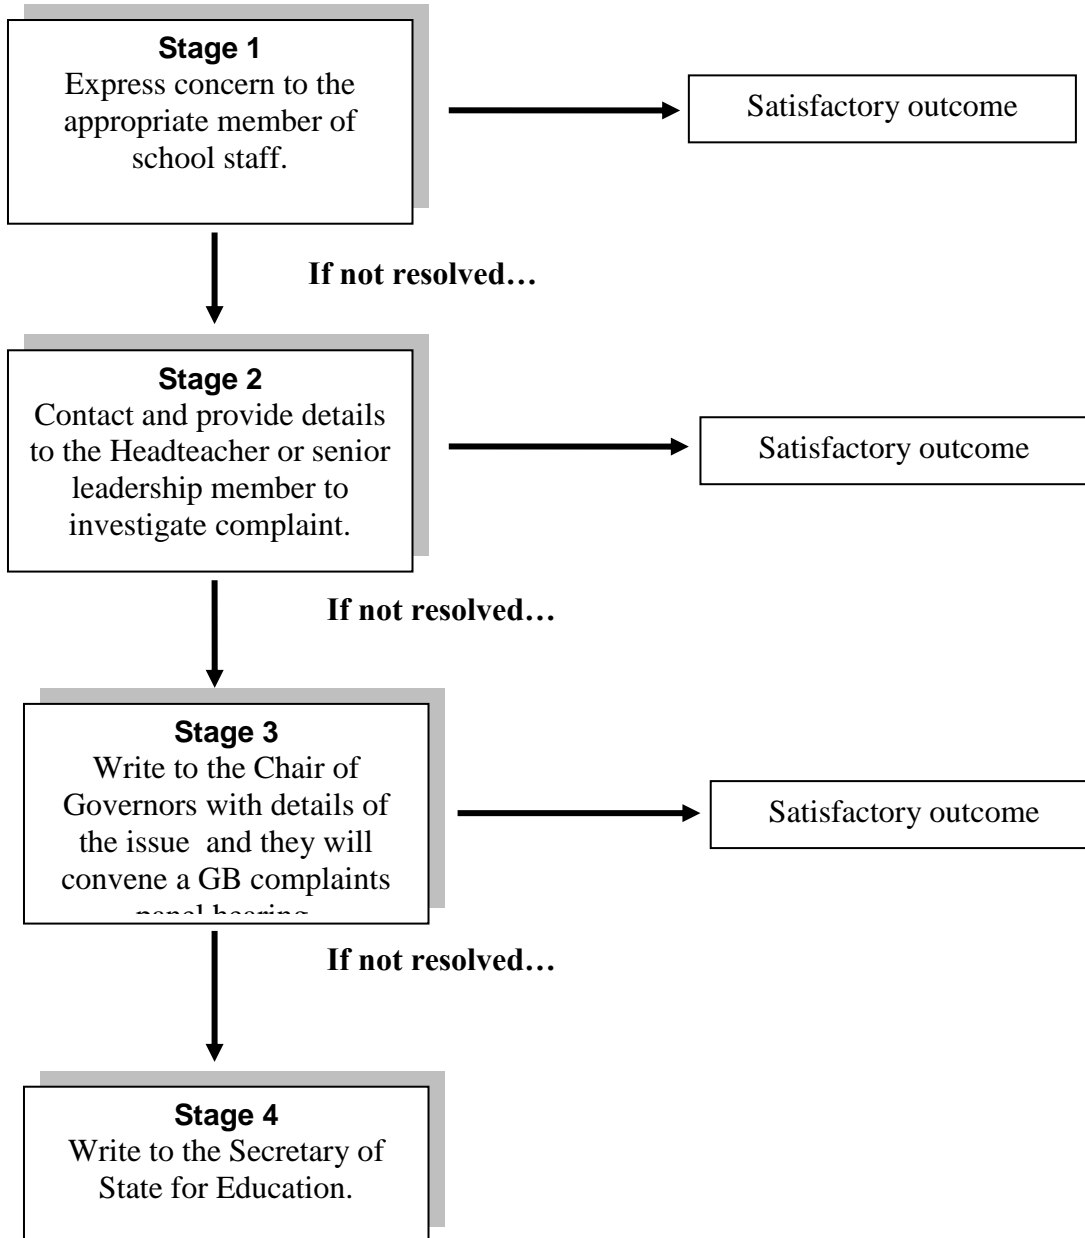 Stage 1
Express concern to the
appropriate member of
school staff.
Satisfactory outcome
If not resolved…
Stage 2
Contact and provide details
to the Headteacher or senior
leadership member to
investigate complaint.
Satisfactory outcome
If not resolved…
Stage 3
Write to the Chair of
Governors with details of
the issue and they will
convene a GB complaints
panel hearing
Satisfactory outcome
If not resolved…
Stage 4
Write to the Secretary of
State for Education.